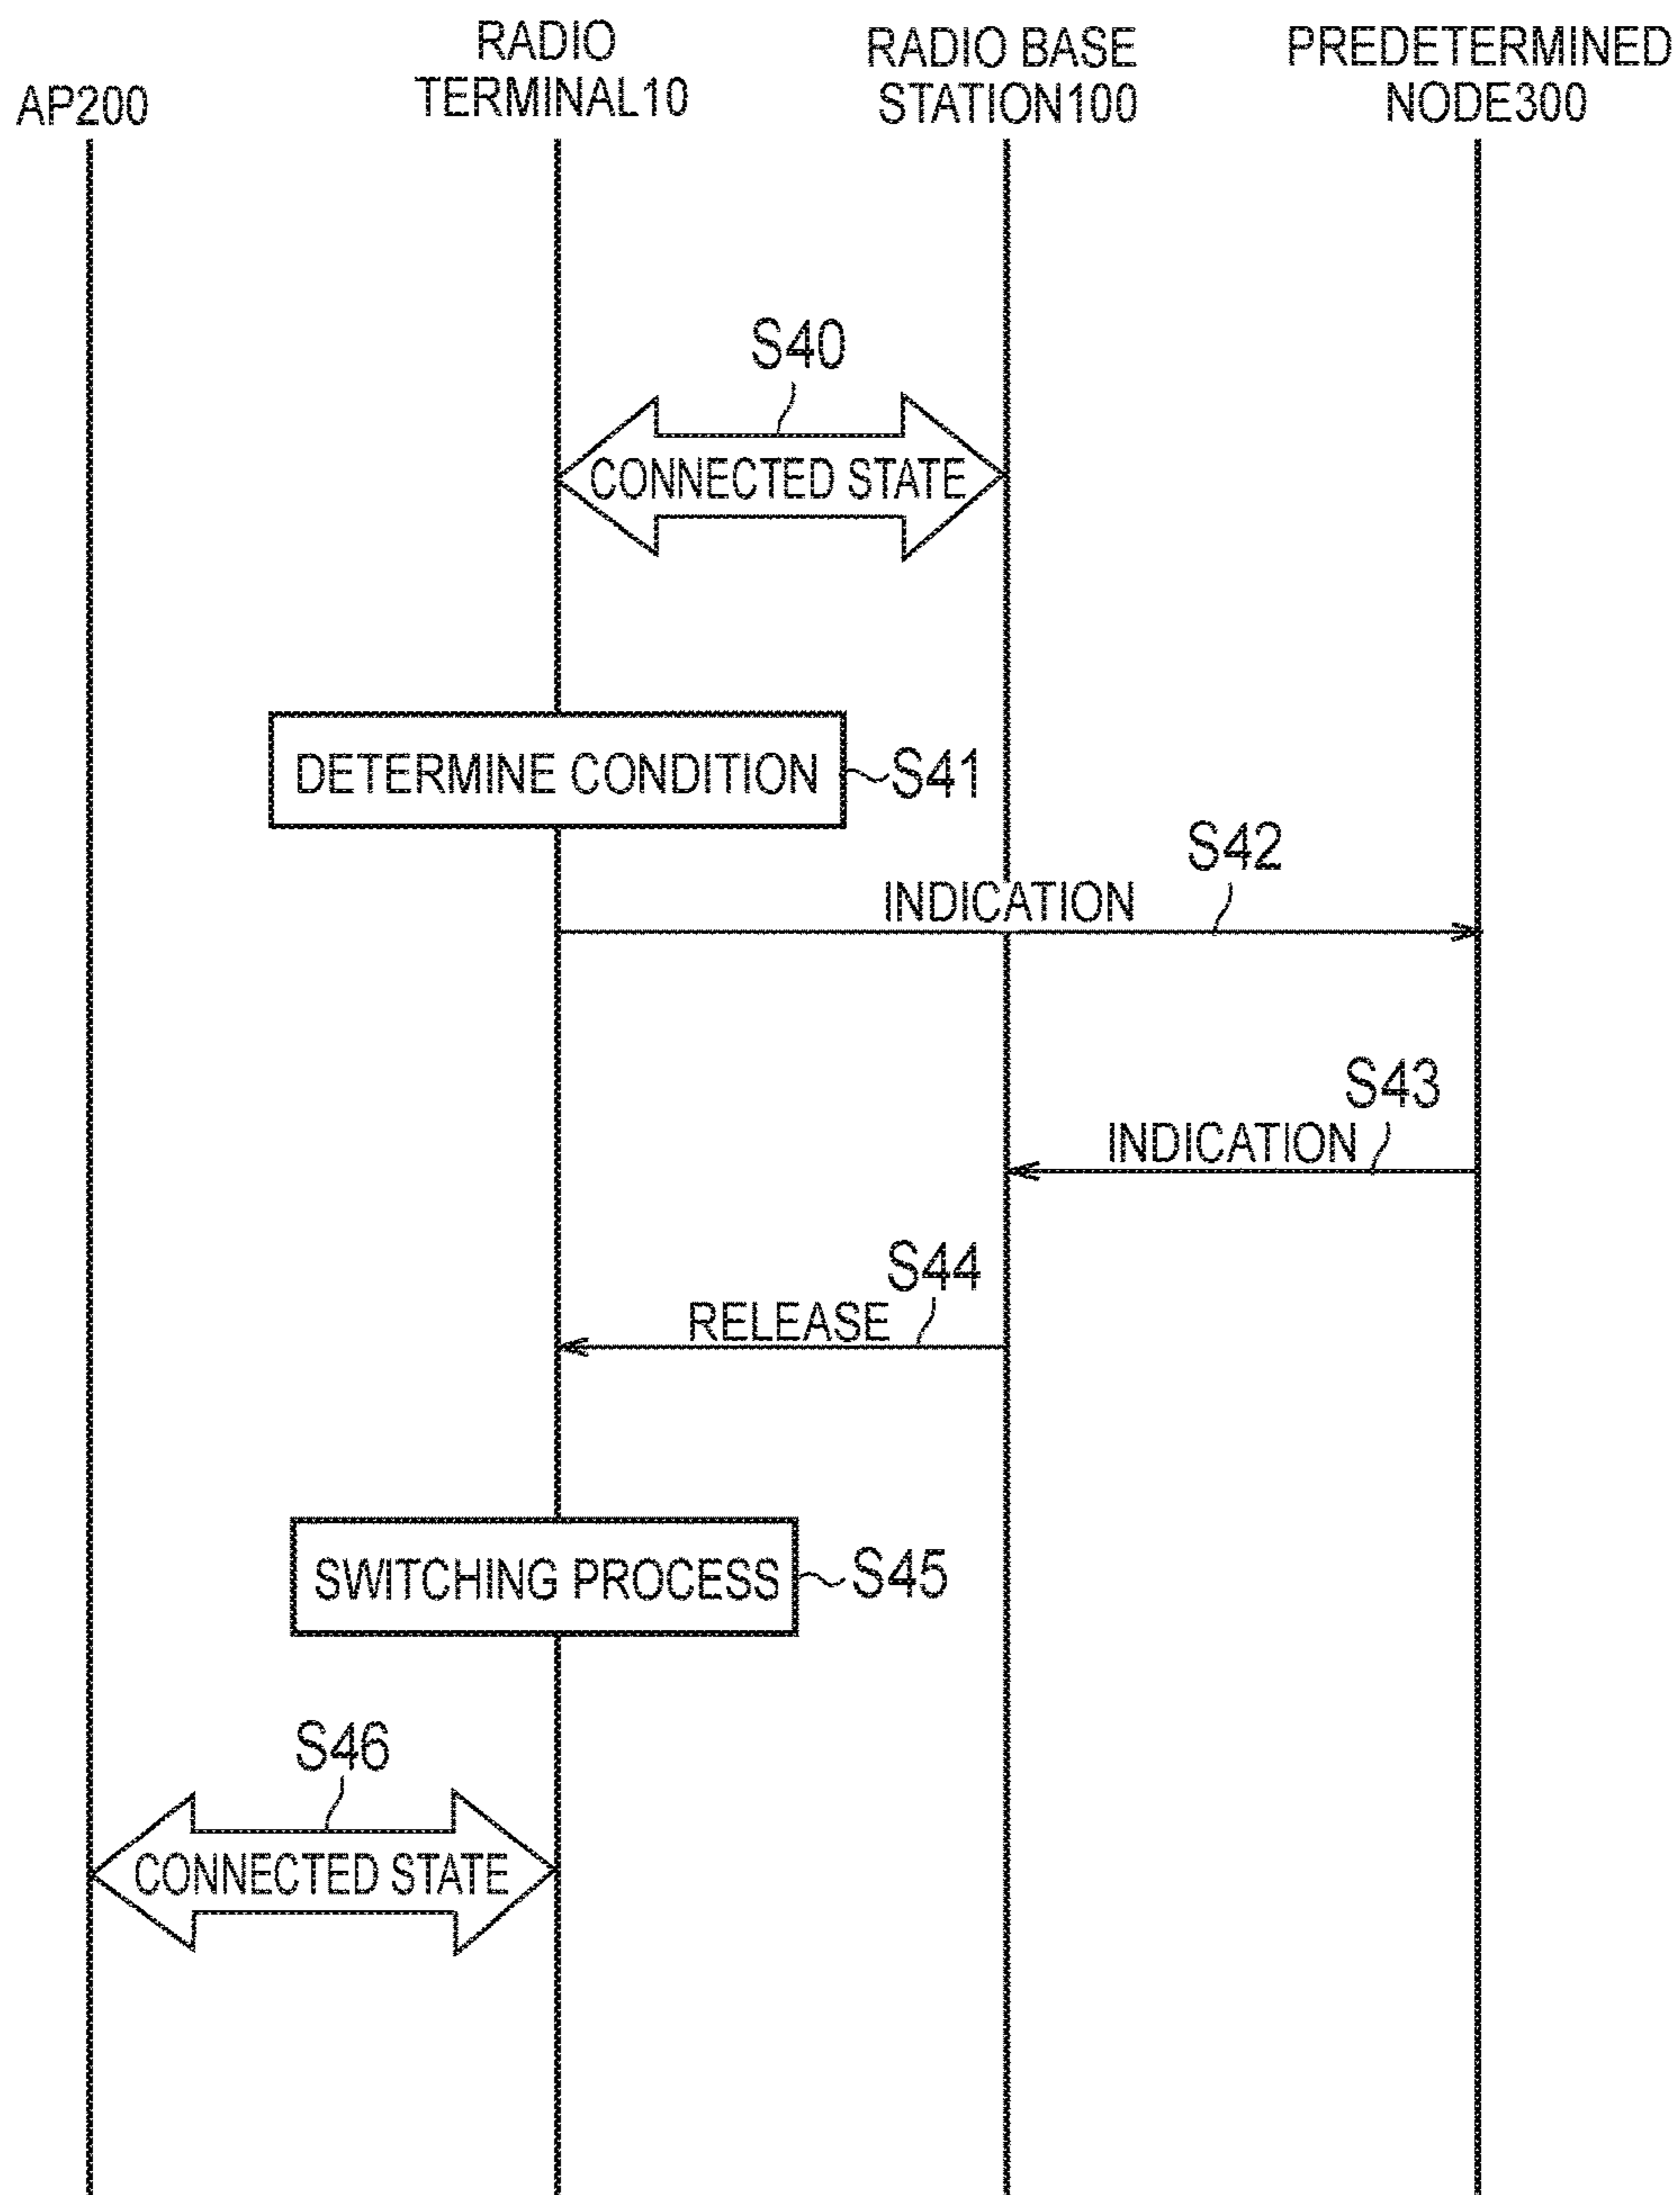 AP200
RADIO
TERMINAL10
RADIO BASE
STATION100
PREDETERMINED
NODE300
S40
CONNECTED STATE
DETERMINE CONDITION
S41
S42
INDICATION
S43
INDICATION
S44
RELEASE
SWITCHING PROCESS
S45
S46
CONNECTED STATE